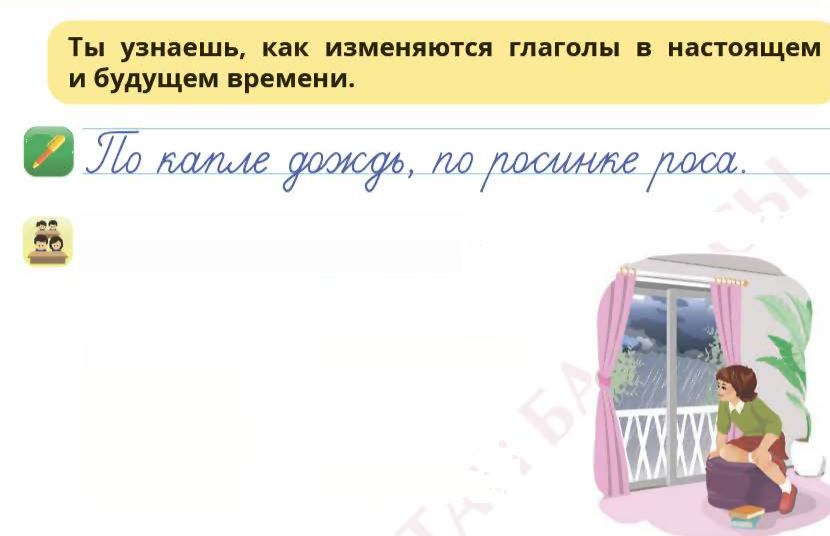 Ты узнаешь, как изменяются глаголы в настоящем
и будущем времени.
По капле дождь, по росинке роса.